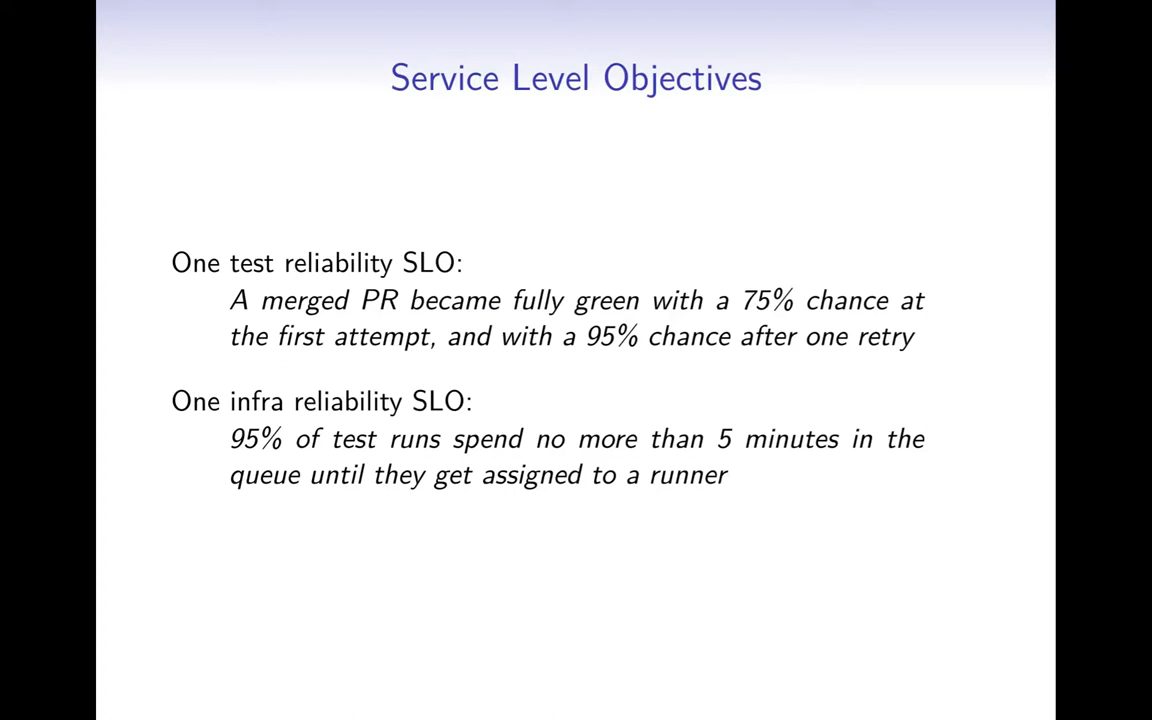 Service Level Objectives
One test reliability SLO:
A merged PR became fully green with a 75% chance at
the first attempt, and with a 95% chance after one retry
One infra reliability SLO:
95% of test runs spend no more than 5 minutes in the
queue until they get assigned to a runner